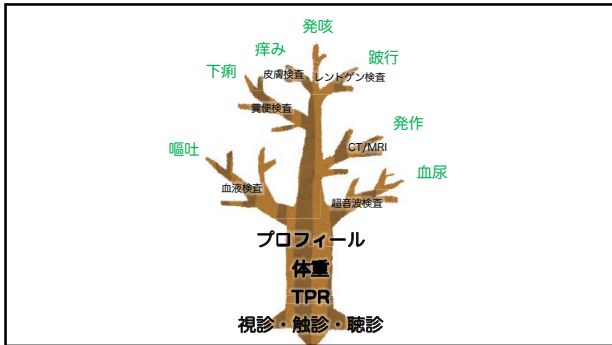 発咳
痒み
跛行
下痢
皮膚検査
レントゲン検査
糞便検査
発作
CT/MRI
嘔吐
血尿
血液検査
超音波検査
プロフィール
体重
TPR
視診・触診・聴診